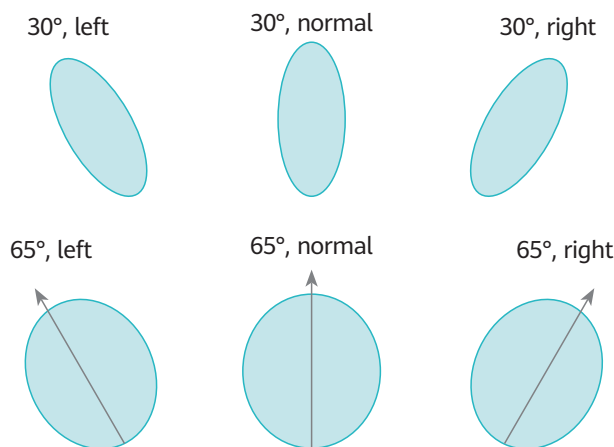 30°, left
30°, normal
30°, right
65°, left
65°, normal
65°, right